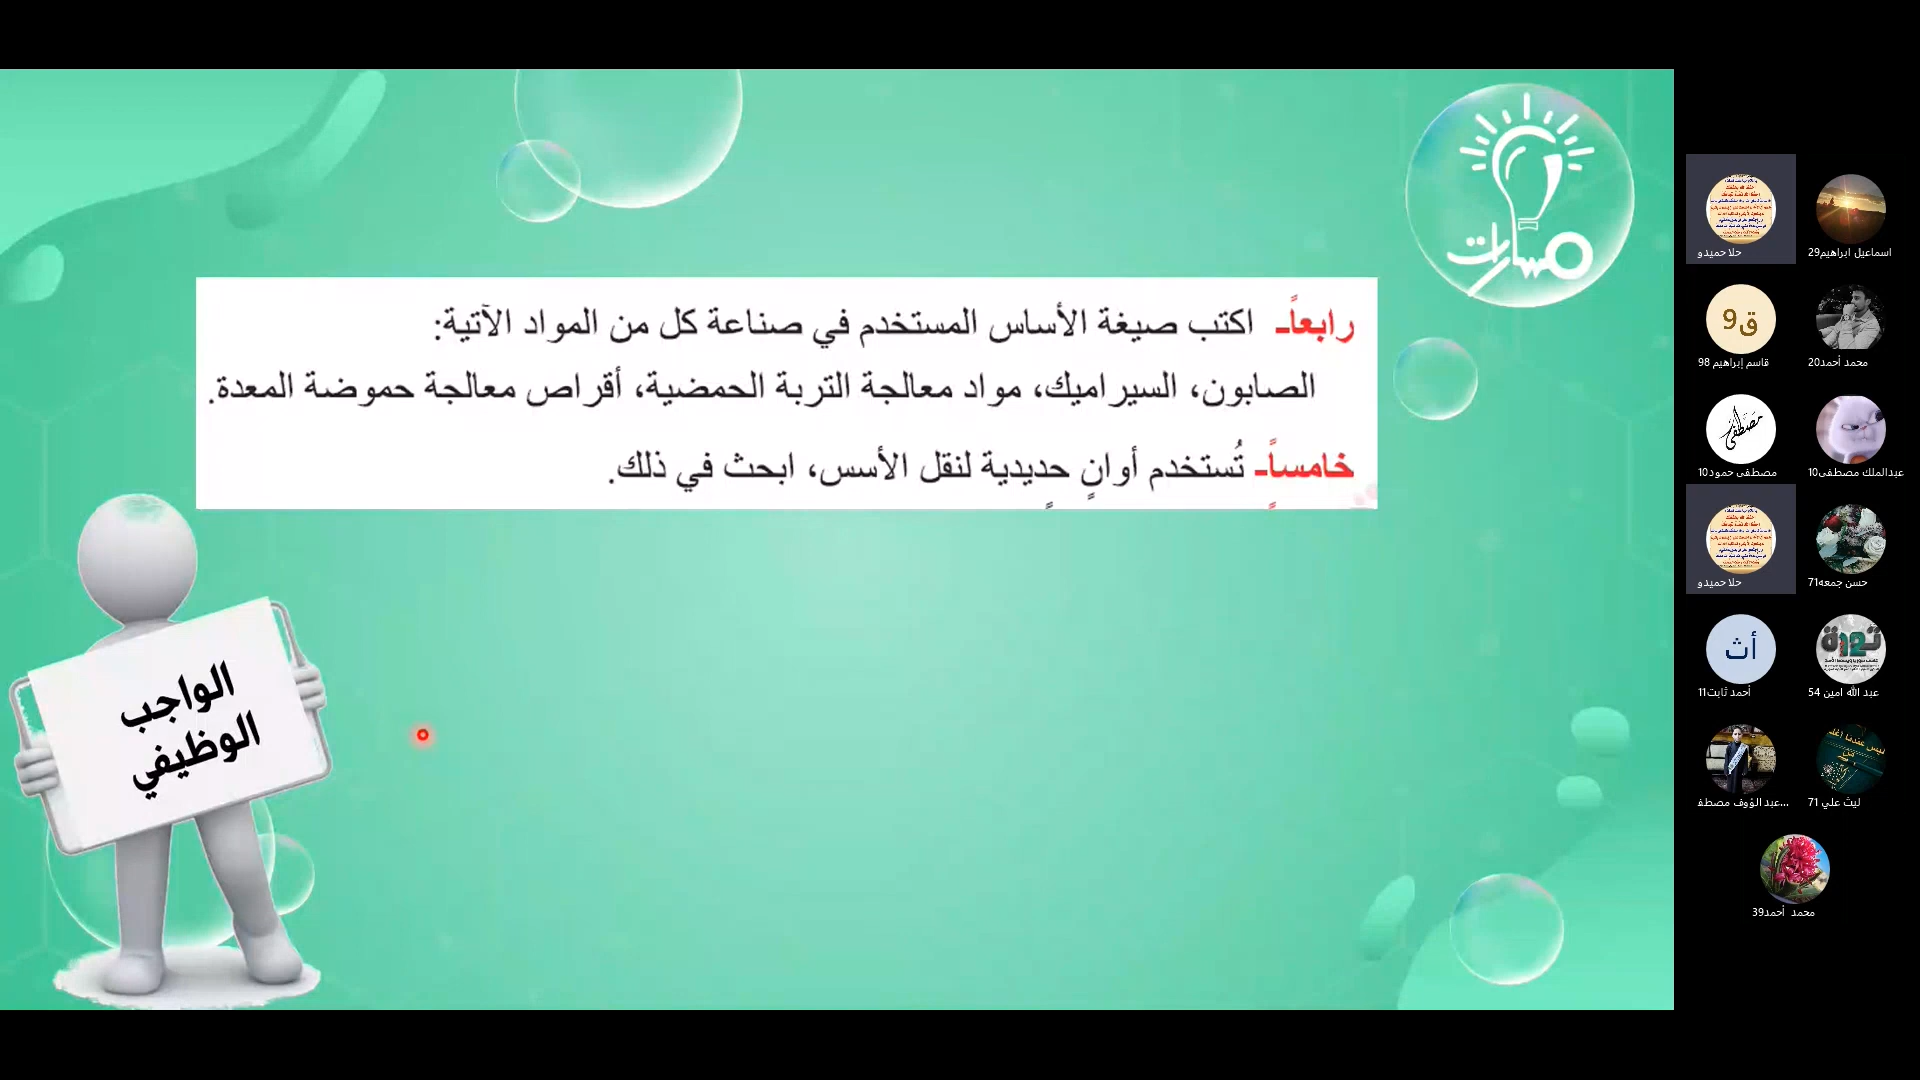 مسارات
رابعاً- اكتب صيغة الأساس المستخدم في صناعة كل من المواد الآتية:
الصابون، السيراميك، مواد معالجة التربة الحمضية، أقراص معالجة حموضة المعدة.
خامساً- تُستخدم أوانٍ حديدية لنقل الأسس، ابحث في ذلك.
الواجب
الوظيفي
حلا حميدو
اسماعيل ابراهيم29
ق9
قاسم إبراهيم 98
محمد أحمد20
مصطفى
مصطفى حمود10
عبدالملك مصطفى10
حلا حميدو
حسن جمعه71
أث
أحمد ثابت11
ثورة
عبد الله امين 54
عبد الرؤوف مصطف...
ليث علي 71
محمد أحمد39